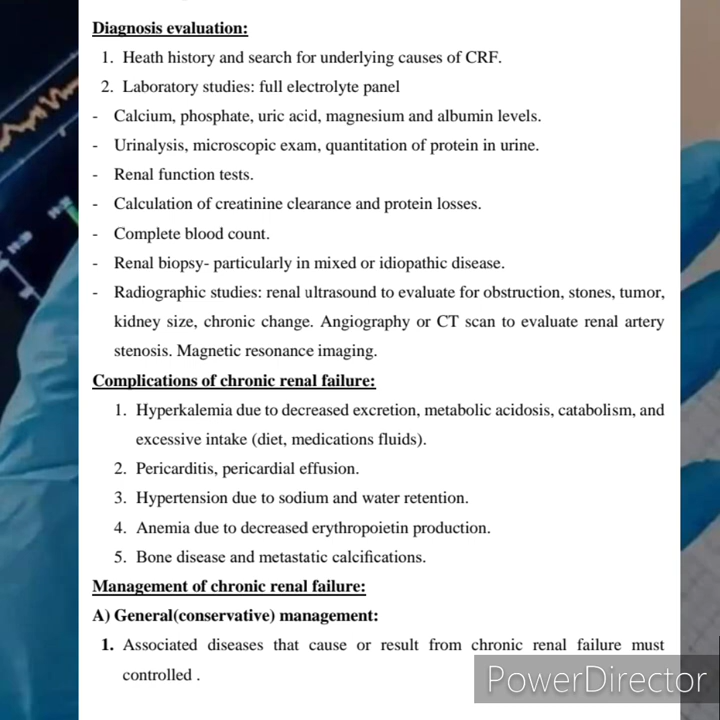 Diagnosis evaluation:
1. Heath history and search for underlying causes of CRF.
2. Laboratory studies: full electrolyte panel
- Calcium, phosphate, uric acid, magnesium and albumin levels.
- Urinalysis, microscopic exam, quantitation of protein in urine.
- Renal function tests.
- Calculation of creatinine clearance and protein losses.
- Complete blood count.
- Renal biopsy- particularly in mixed or idiopathic disease.
- Radiographic studies: renal ultrasound to evaluate for obstruction, stones, tumor,
kidney size, chronic change. Angiography or CT scan to evaluate renal artery
stenosis. Magnetic resonance imaging.
Complications of chronic renal failure:
1. Hyperkalemia due to decreased excretion, metabolic acidosis, catabolism, and
excessive intake (diet, medications fluids).
2. Pericarditis, pericardial effusion.
3. Hypertension due to sodium and water retention.
4. Anemia due to decreased erythropoietin production.
5. Bone disease and metastatic calcifications.
Management of chronic renal failure:
A) General(conservative) management:
1. Associated diseases that cause or result from chronic renal failure must
controlled .
PowerDirector